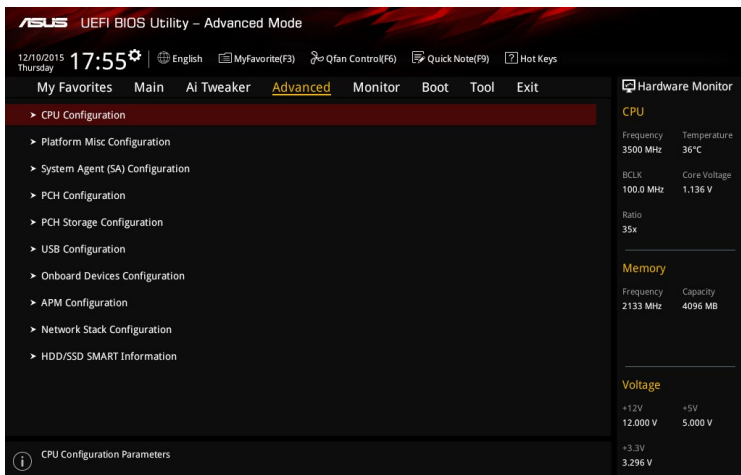 ASUS UEFI BIOS Utility – Advanced Mode
12/10/2015
Thursday
17:55
English
MyFavorite(F3)
Qfan Control(F6)
Quick Note(F9)
? Hot Keys
My Favorites Main Ai Tweaker Advanced Monitor Boot Tool Exit
> CPU Configuration
> Platform Misc Configuration
> System Agent (SA) Configuration
> PCH Configuration
> PCH Storage Configuration
> USB Configuration
> Onboard Devices Configuration
> APM Configuration
> Network Stack Configuration
> HDD/SSD SMART Information
i CPU Configuration Parameters
Hardware Monitor
CPU
Frequency Temperature
3500 MHz 36°C
BCLK Core Voltage
100.0 MHz 1.136 V
Ratio
35x
Memory
Frequency Capacity
2133 MHz 4096 MB
Voltage
+12V +5V
12.000 V 5.000 V
+3.3V
3.296 V